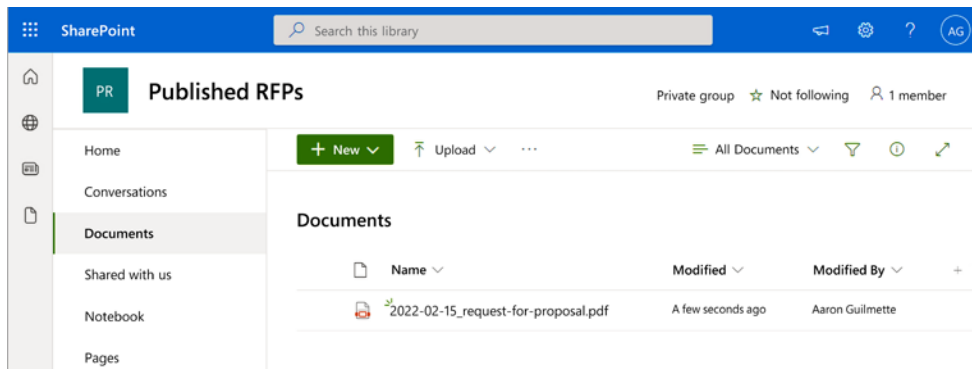 SharePoint
Search this library
? AG
PR
Published RFPs
Private group Not following 1 member
Home
Conversations
Documents
Shared with us
Notebook
Pages
+ New
Upload
...
All Documents
Documents
Name Modified Modified By +
2022-02-15_request-for-proposal.pdf A few seconds ago Aaron Guilmette